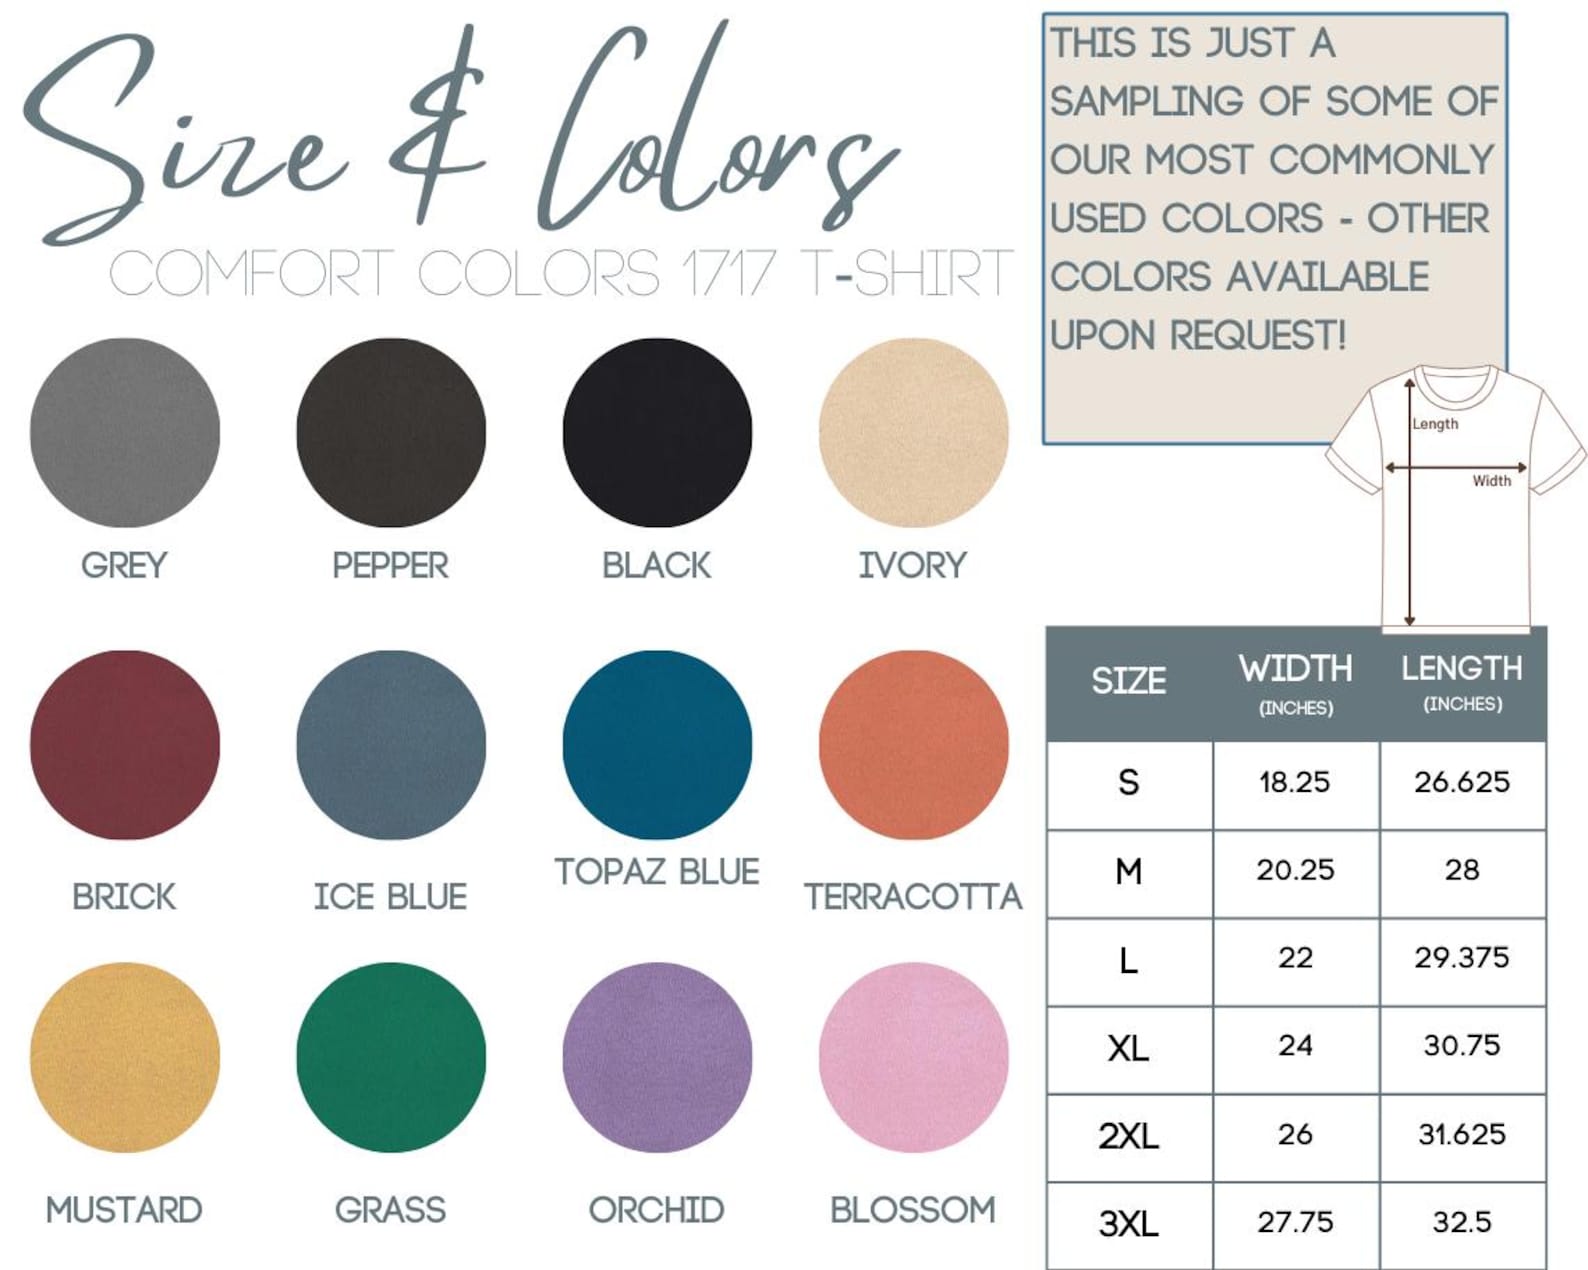 Size & Colors
COMFORT COLORS 1717 T-SHIRT
THIS IS JUST A
SAMPLING OF SOME OF
OUR MOST COMMONLY
USED COLORS - OTHER
COLORS AVAILABLE
UPON REQUEST!
Length
Width
GREY PEPPER BLACK IVORY
BRICK ICE BLUE TOPAZ BLUE TERRACOTTA
MUSTARD GRASS ORCHID BLOSSOM
SIZE WIDTH LENGTH
(INCHES) (INCHES)
S 18.25 26.625
M 20.25 28
L 22 29.375
XL 24 30.75
2XL 26 31.625
3XL 27.75 32.5